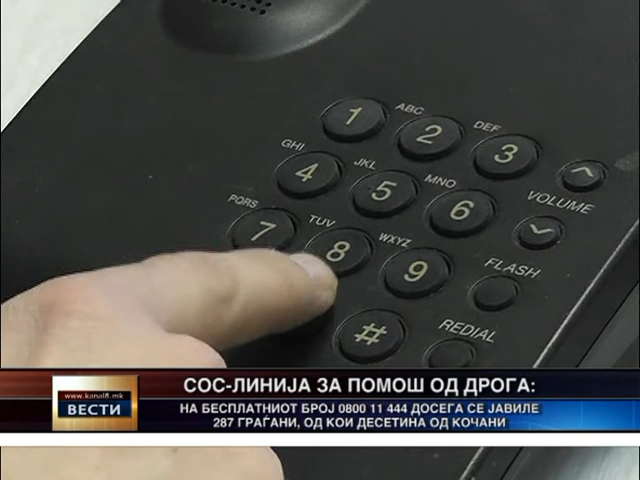 1
ABC
2
DEF
3
GHI
4
JKL
5
MNO
6
VOLUME
PQRS
7
TUV
8
WXYZ
9
FLASH
#
REDIAL
СОС-ЛИНИЈА ЗА ПОМОШ ОД ДРОГА:
www.kanal8.mk
ВЕСТИ
НА БЕСПЛАТНИОТ БРОЈ 0800 11 444 ДОСЕГА СЕ ЈАВИЛЕ
287 ГРАЃАНИ, ОД КОИ ДЕСЕТИНА ОД КОЧАНИ